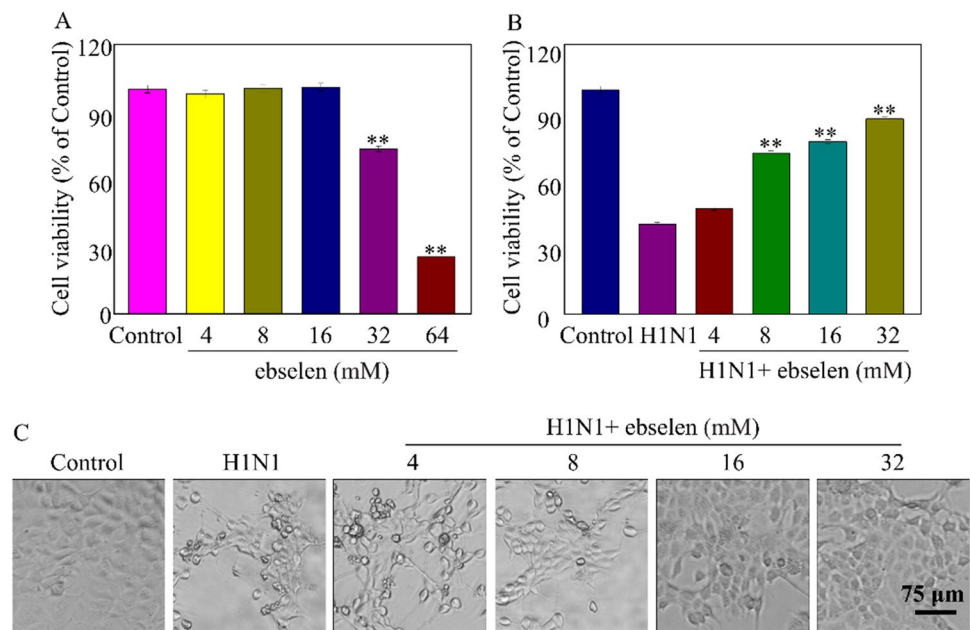 A
Cell viability (% of Control)
120
90
60
30
0
**
**
Control 4 8 16 32 64
ebselen (mM)
B
Cell viability (% of Control)
120
90
60
30
0
**
**
**
Control H1N1 4 8 16 32
H1N1+ ebselen (mM)
C
H1N1+ ebselen (mM)
Control H1N1 4 8 16 32
75 μm